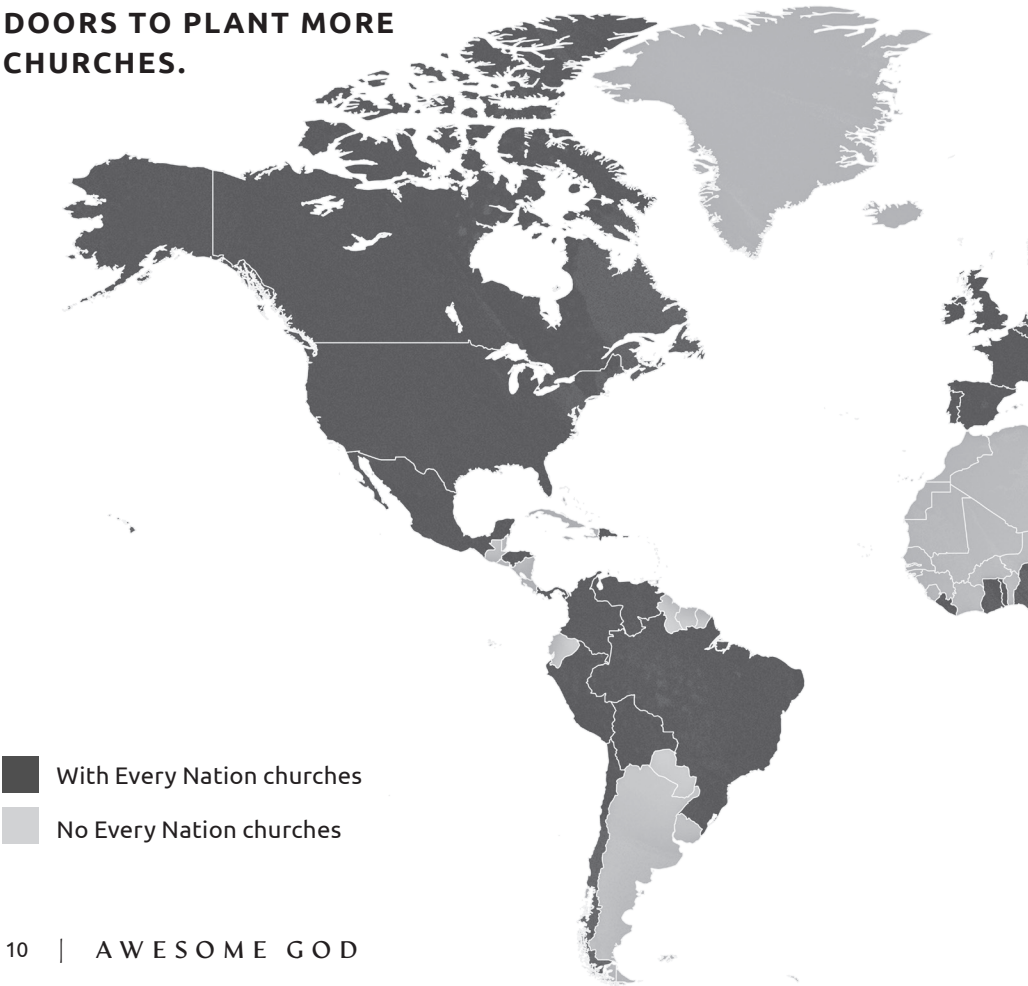 DOORS TO PLANT MORE
CHURCHES.
With Every Nation churches
No Every Nation churches
10 | AWESOME GOD